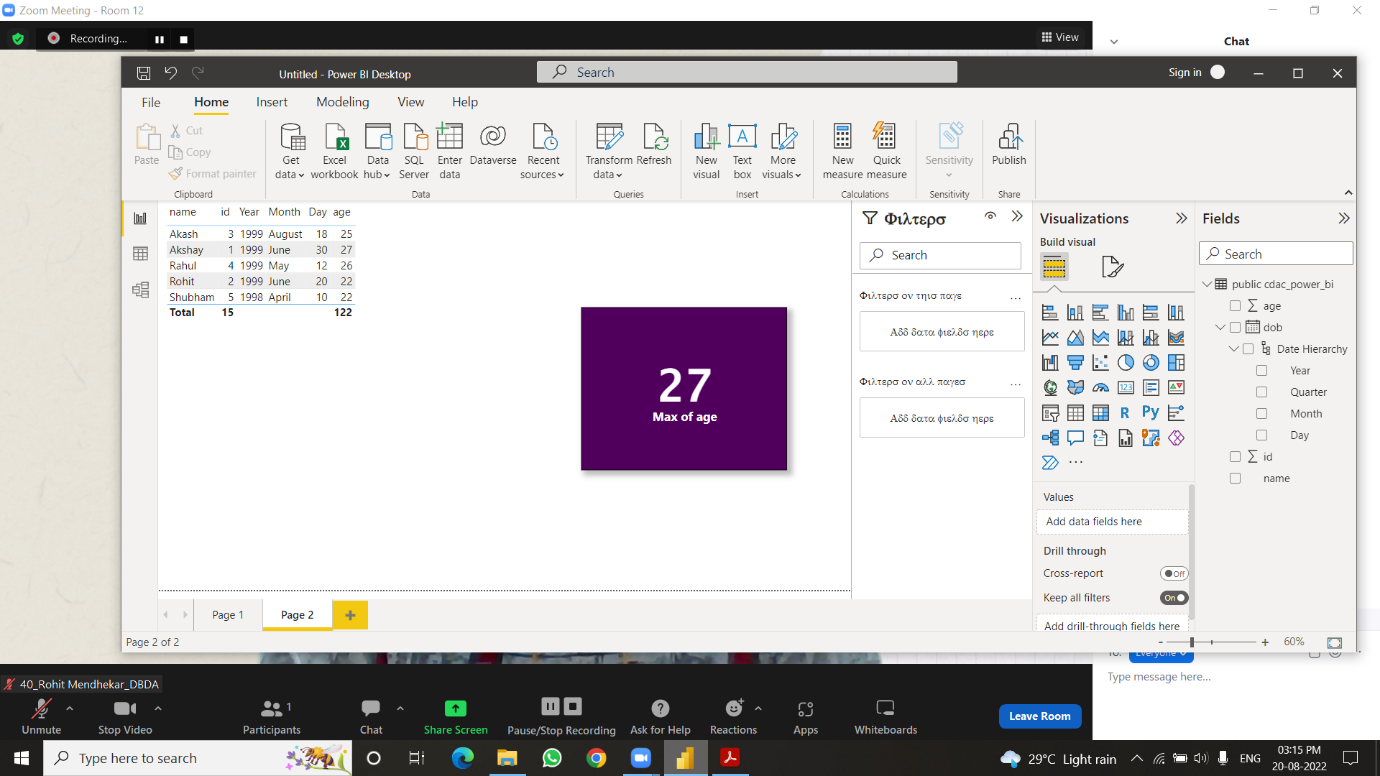 Zoom Meeting - Room 12
Recording...
View
Chat
Untitled - Power BI Desktop
Search
Sign in
File Home Insert Modeling View Help
Paste
Cut
Copy
Format painter
Clipboard
Get data
Excel workbook
Data hub
SQL Server
Enter data
Dataverse
Recent sources
Data
Transform data
Refresh
Queries
New visual
Text box
More visuals
Insert
New measure
Quick measure
Calculations
Sensitivity
Sensitivity
Publish
Share
name id Year Month Day age
Akash 3 1999 August 18 25
Akshay 1 1999 June 30 27
Rahul 4 1999 May 12 26
Rohit 2 1999 June 20 22
Shubham 5 1998 April 10 22
Total 15 122
27
Max of age
Φιλτερσ
Search
Φιλτερσ ον τηισ παγε ...
Αδδ δατα φιελδσ ηερε
Φιλτερσ ον αλλ παγεσ ...
Αδδ δατα φιελδσ ηερε
Visualizations
Build visual
123
R
Py
...
Values
Add data fields here
Drill through
Cross-report Off
Keep all filters On
Add drill-through fields here
Fields
Search
public cdac_power_bi
Σ age
dob
Date Hierarchy
Year
Quarter
Month
Day
Σ id
name
Page 1
Page 2
+
Page 2 of 2
- + 60%
To: Everyone
Type message here...
40_Rohit Mendhekar_DBDA
Unmute
Stop Video
Participants 1
Chat
Share Screen
Pause/Stop Recording
Ask for Help
Reactions
Apps
Whiteboards
Leave Room
Type here to search
29°C Light rain
ENG
03:15 PM
20-08-2022